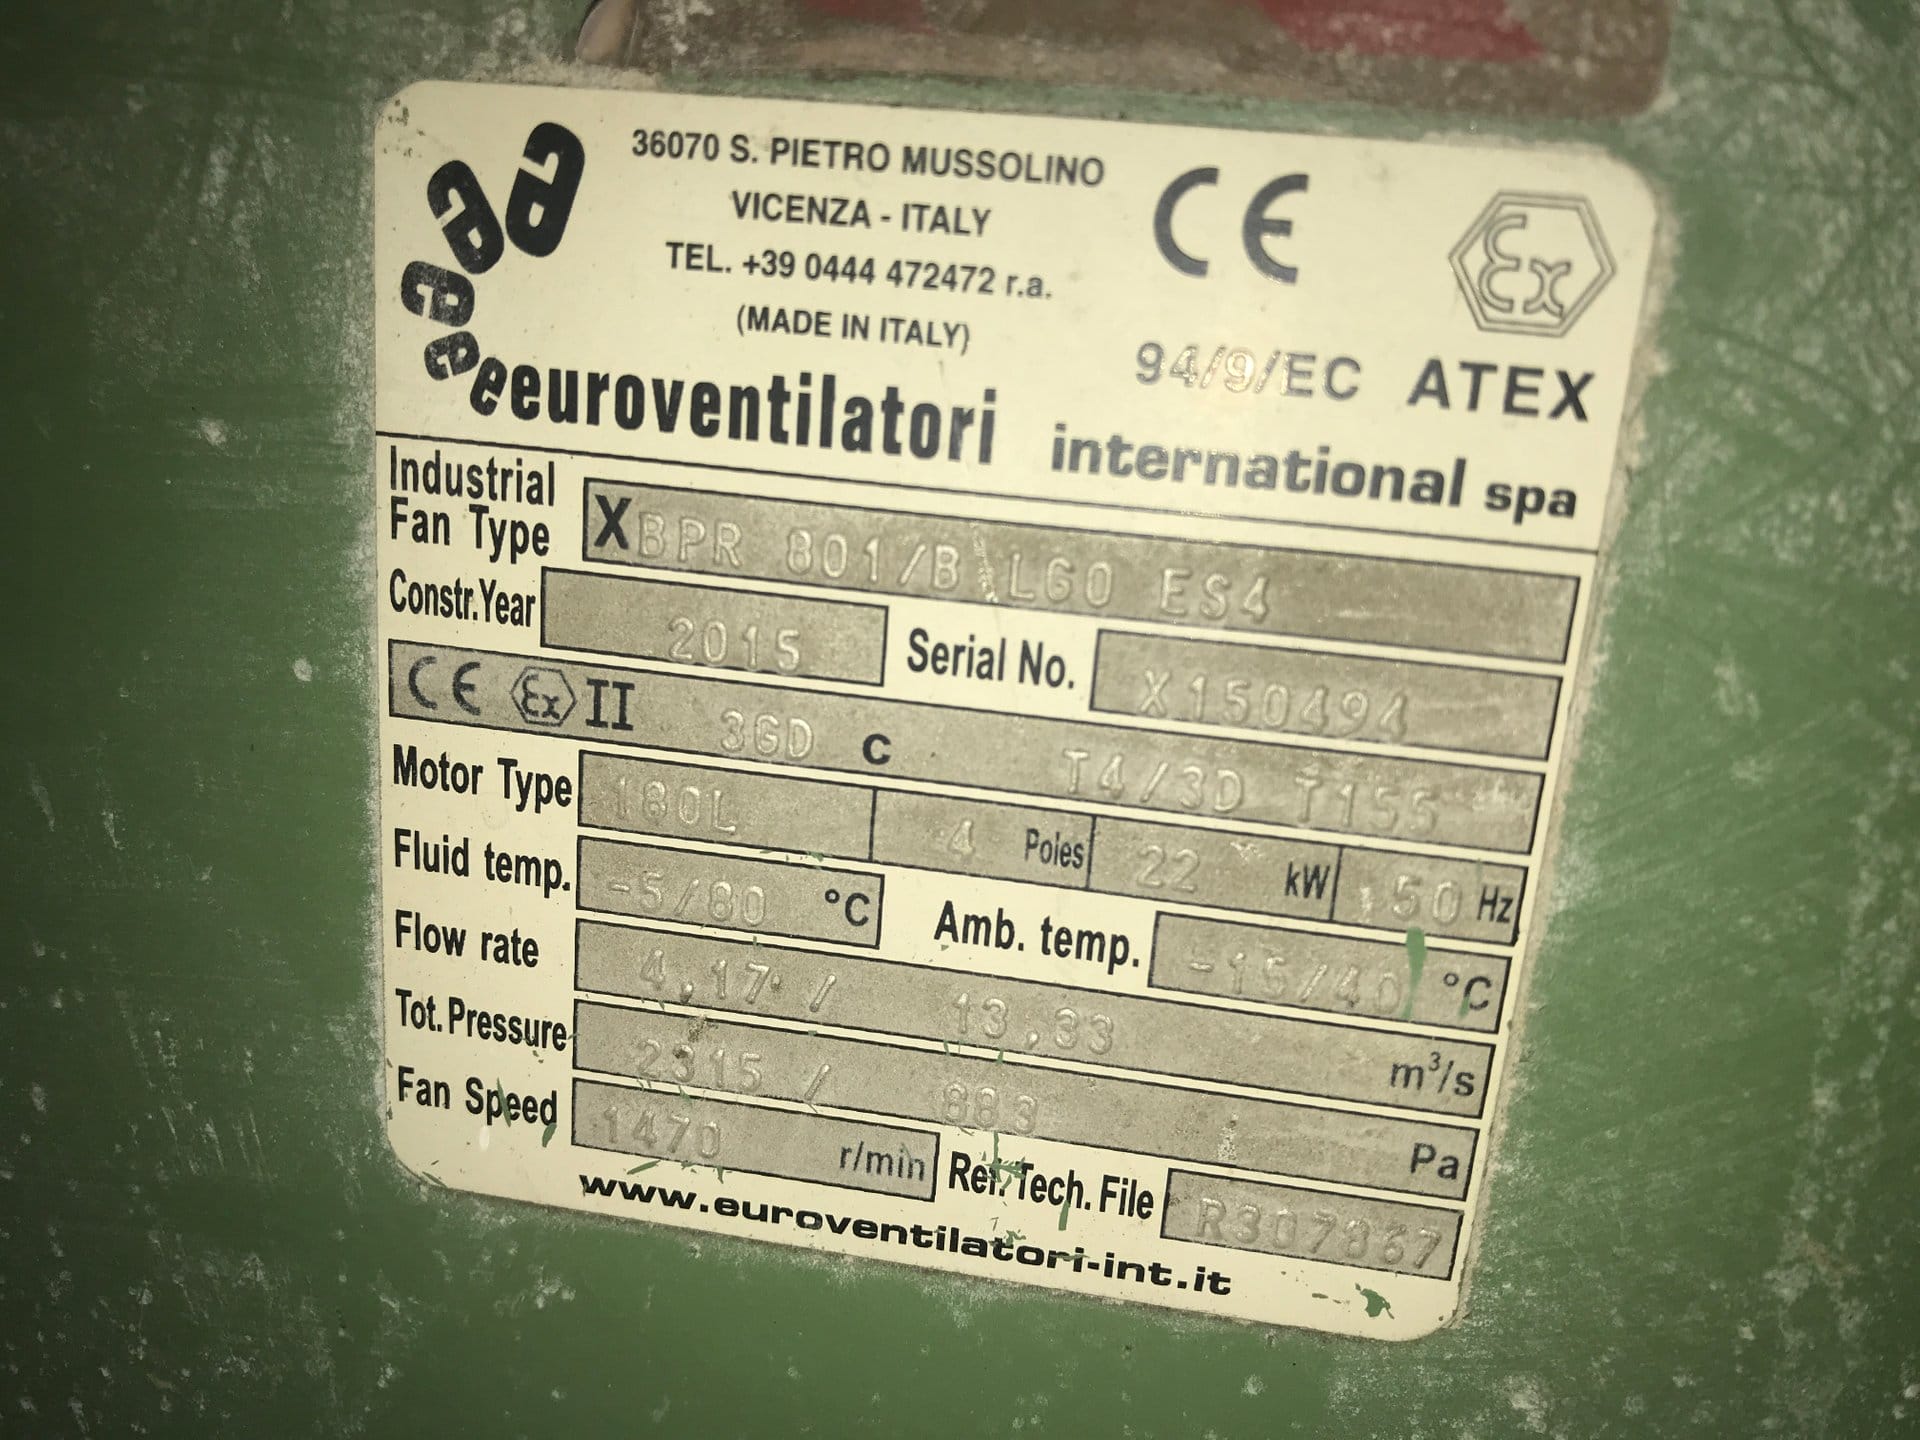 36070 S. PIETRO MUSSOLINO
VICENZA - ITALY
TEL. +39 0444 472472 r.a.
(MADE IN ITALY)
CE Ex
94/9/EC ATEX
euroventilatori international spa
Industrial Fan Type XBPR 801/B LG0 ES4
Constr.Year 2015 Serial No. X150494
CE Ex II 3GD c T4/3D T155
Motor Type 180L 4 Poles 22 kW 50 Hz
Fluid temp. -5/80 °C Amb. temp. -15/40 °C
Flow rate 4,17 / 13,33 m³/s
Tot. Pressure 2315 / 883 Pa
Fan Speed 1470 r/min Ref. Tech. File R307867
www.euroventilatori-int.it